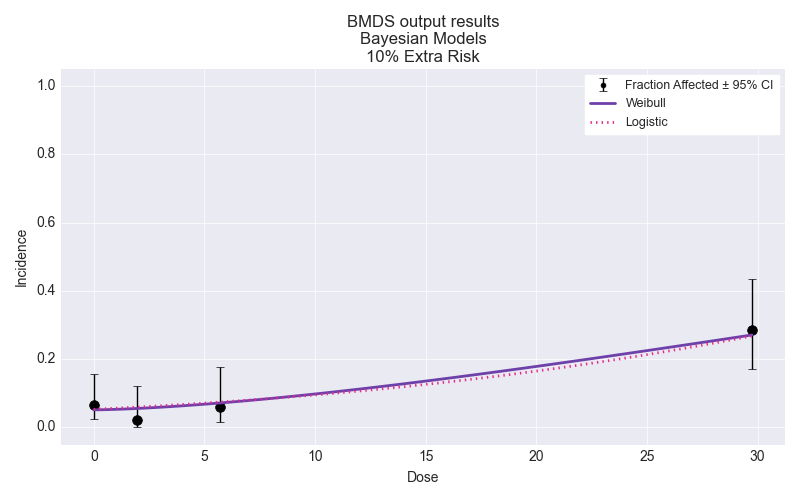 BMDS output results
Bayesian Models
10% Extra Risk
Fraction Affected ± 95% CI
Weibull
Logistic
Incidence
1.0
0.8
0.6
0.4
0.2
0.0
0 5 10 15 20 25 30
Dose